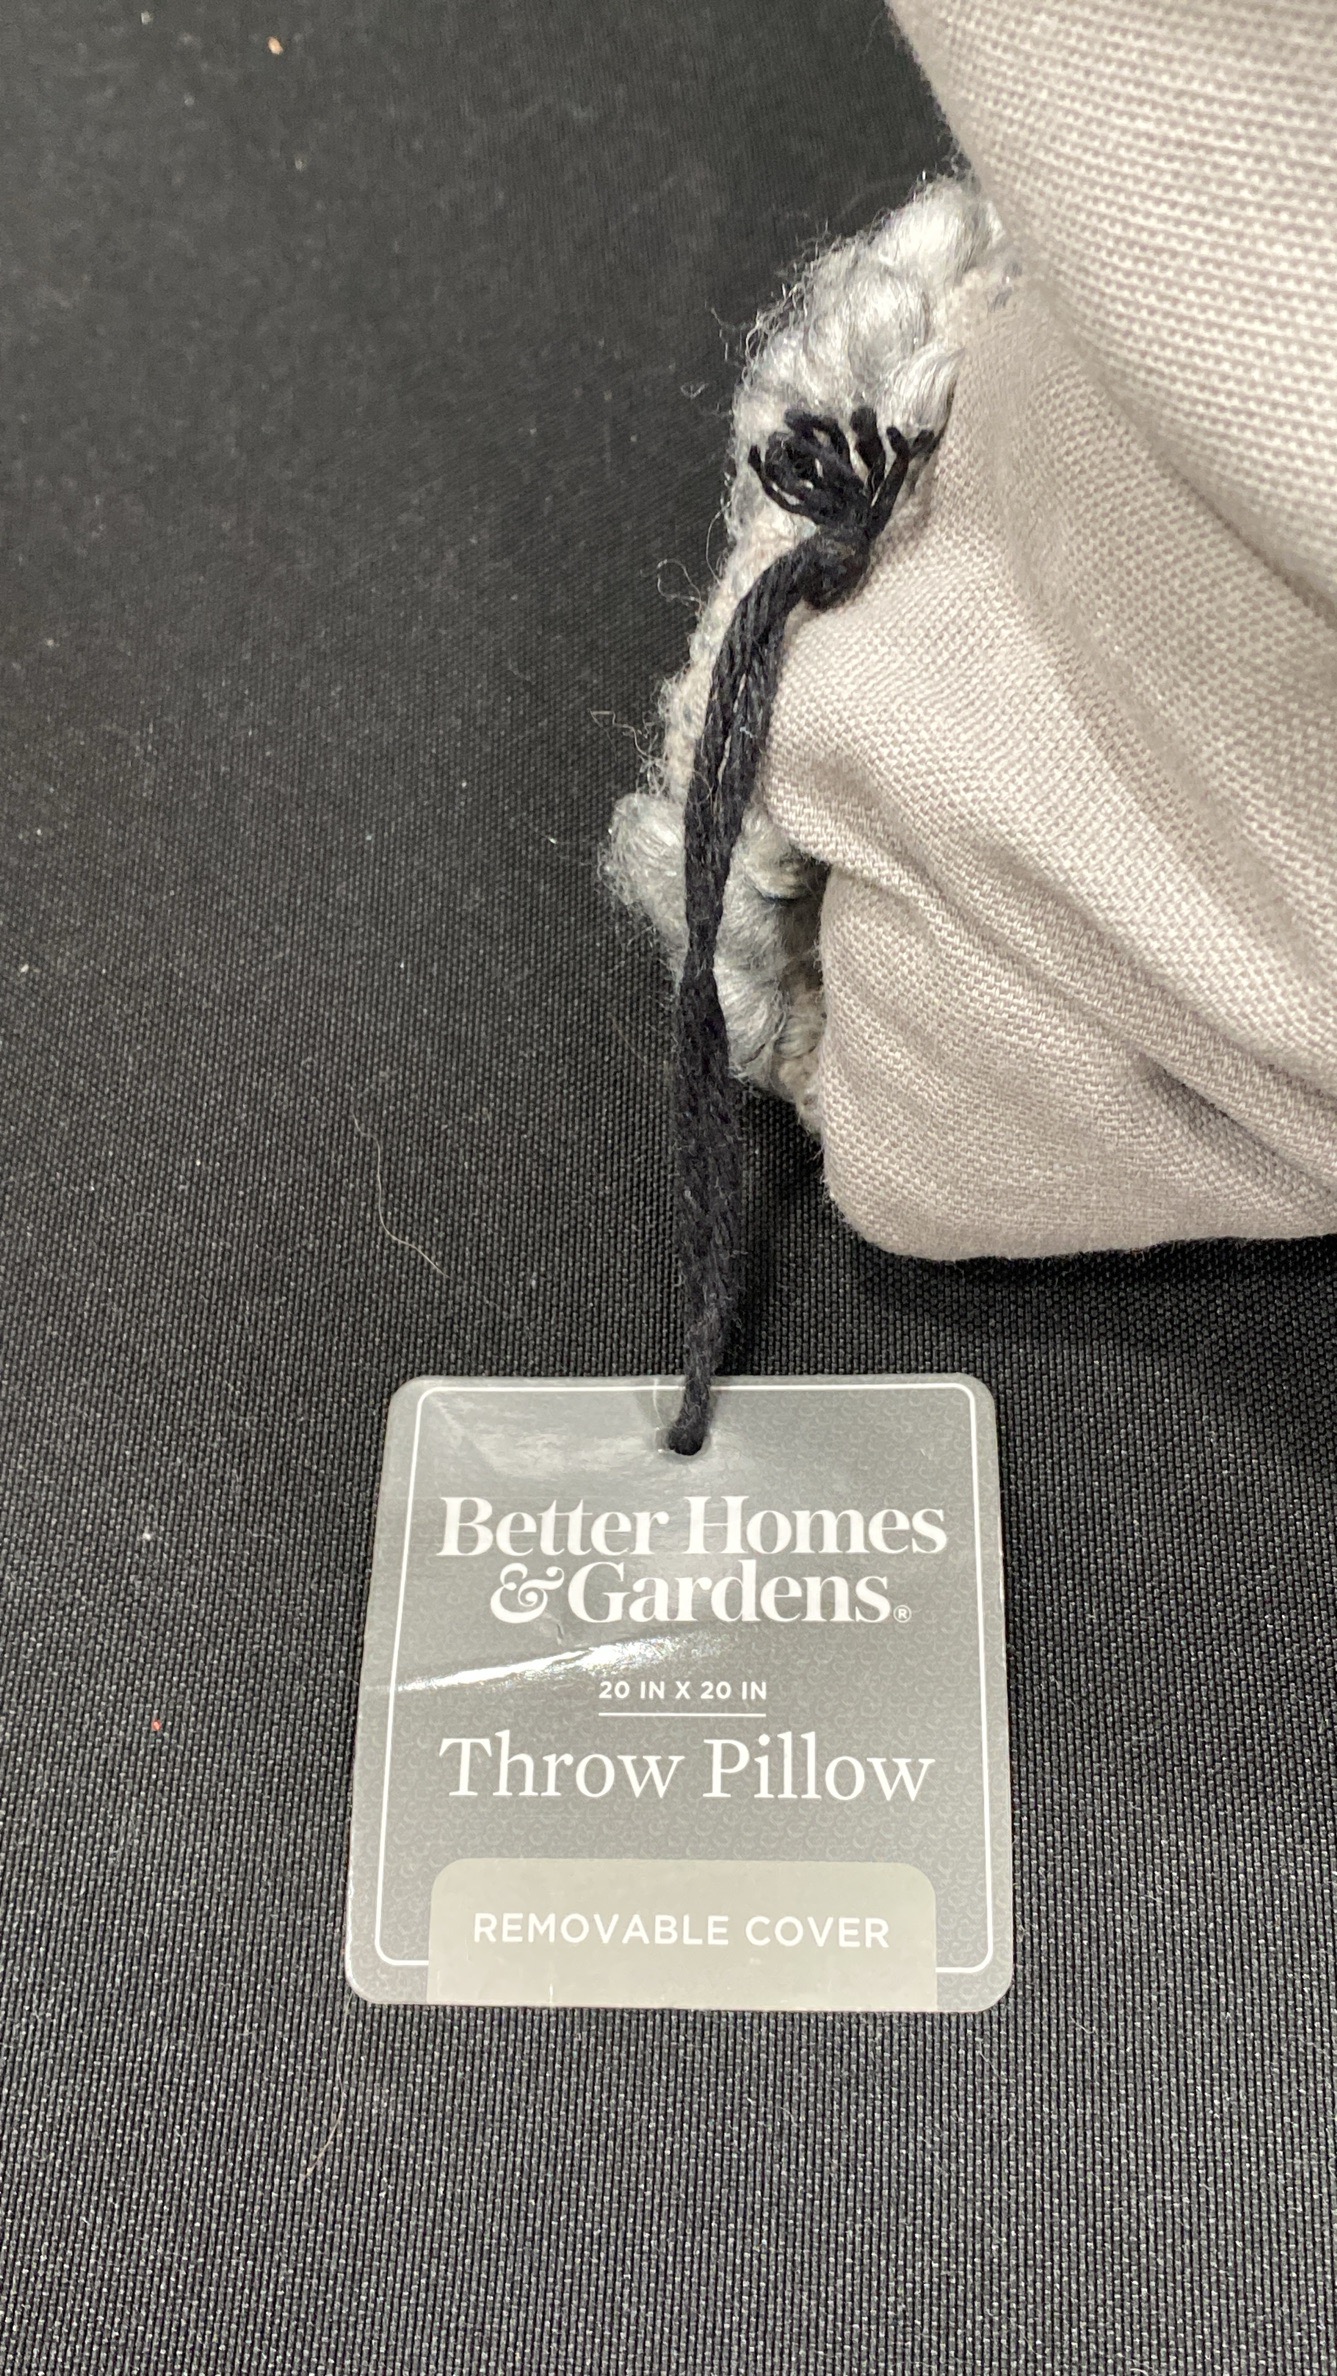 Better Homes
& Gardens®
20 IN X 20 IN
Throw Pillow
REMOVABLE COVER